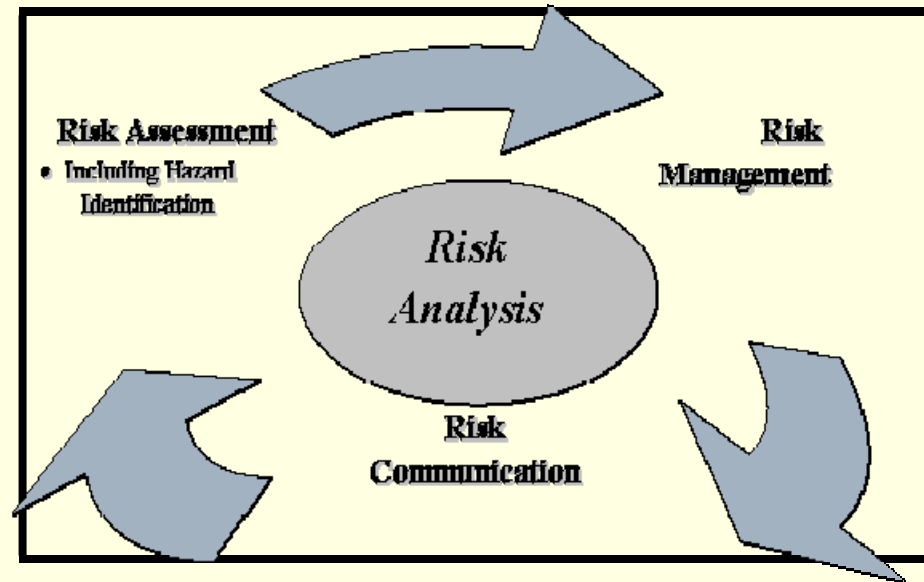 Risk Assessment
• Including Hazard
Identification
Risk
Management
Risk
Analysis
Risk
Communication